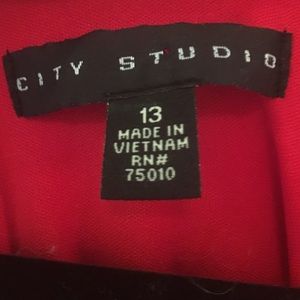 CITY STUDIO
13
MADE IN
VIETNAM
RN#
75010